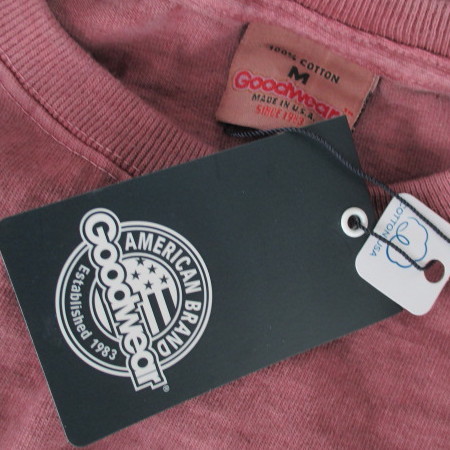 100% COTTON
M
Goodwear
MADE IN U.S.A.
SINCE 1983
AMERICAN BRAND
Goodwear®
Established 1983
COTTON USA